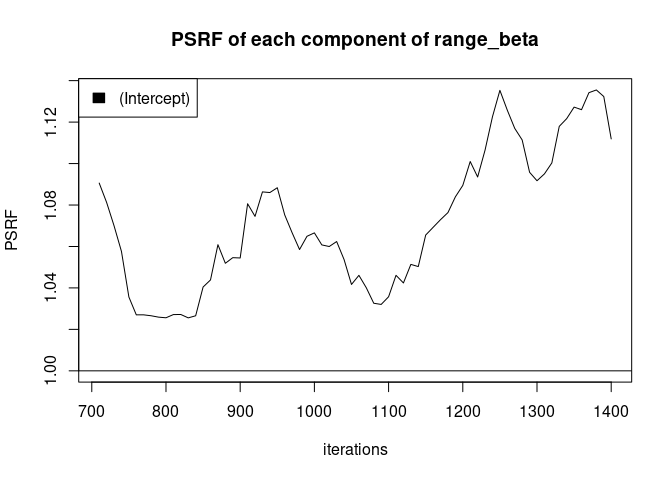 PSRF of each component of range_beta
(Intercept)
PSRF
1.12
1.08
1.04
1.00
700 800 900 1000 1100 1200 1300 1400
iterations